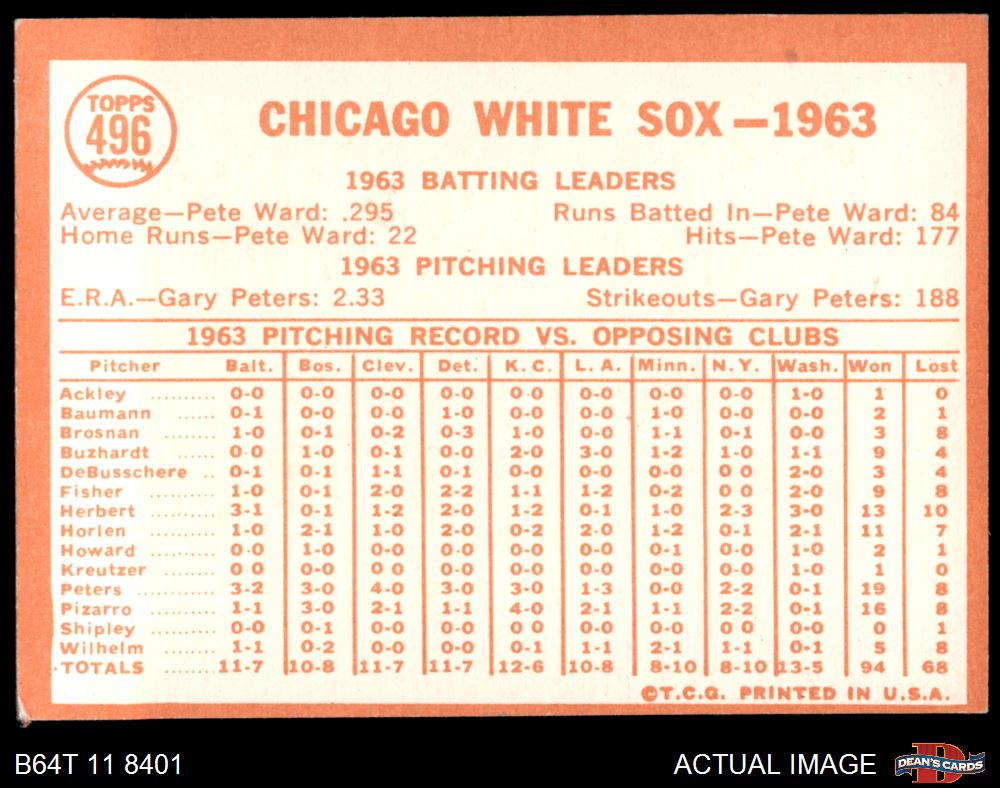 TOPPS
496
CHICAGO WHITE SOX—1963
1963 BATTING LEADERS
Average—Pete Ward: .295 Runs Batted In—Pete Ward: 84
Home Runs—Pete Ward: 22 Hits—Pete Ward: 177
1963 PITCHING LEADERS
E.R.A.—Gary Peters: 2.33 Strikeouts—Gary Peters: 188
1963 PITCHING RECORD VS. OPPOSING CLUBS
Pitcher Balt. Bos. Clev. Det. K.C. L.A. Minn. N.Y. Wash. Won Lost
Ackley .......... 0-0 0-0 0-0 0-0 0-0 0-0 0-0 0-0 1-0 1 0
Baumann ...... 0-1 0-0 0-0 1-0 0-0 0-0 1-0 0-0 0-0 2 1
Brosnan ........ 1-0 0-1 0-2 0-3 1-0 0-0 1-1 0-1 0-0 3 8
Buzhardt ...... 0-0 1-0 0-1 0-0 2-0 3-0 1-2 1-0 1-1 9 4
DeBusschere .. 0-1 0-1 1-1 0-1 0-0 0-0 0-0 0 0 2-0 3 4
Fisher .......... 1-0 0-1 2-0 2-2 1-1 1-2 0-2 0 0 2-0 9 8
Herbert ........ 3-1 0-1 1-2 2-0 1-2 0-1 1-0 2-3 3-0 13 10
Horlen .......... 1-0 2-1 1-0 2-0 0-2 2-0 1-2 0-1 2-1 11 7
Howard ........ 0-0 1-0 0-0 0-0 0-0 0-0 0-1 0-0 1-0 2 1
Kreutzer ........ 0-0 0 0 0-0 0-0 0-0 0-0 0-0 0-0 1-0 1 0
Peters .......... 3-2 3-0 4-0 3-0 3-0 1-3 0-0 2-2 0-1 19 8
Pizarro .......... 1-1 3-0 2-1 1-1 4-0 2-1 1-1 2-2 0-1 16 8
Shipley .......... 0-0 0-1 0-0 0-0 0 0 0-0 0-0 0 0 0-0 0 1
Wilhelm ........ 1-1 0-2 0-0 0-0 0-1 1-1 2-1 1-1 0-1 5 8
TOTALS ........ 11-7 10-8 11-7 11-7 12-6 10-8 8-10 8-10 13-5 94 68
©T.C.G. PRINTED IN U.S.A.
B64T 11 8401 ACTUAL IMAGE DEAN'S CARDS